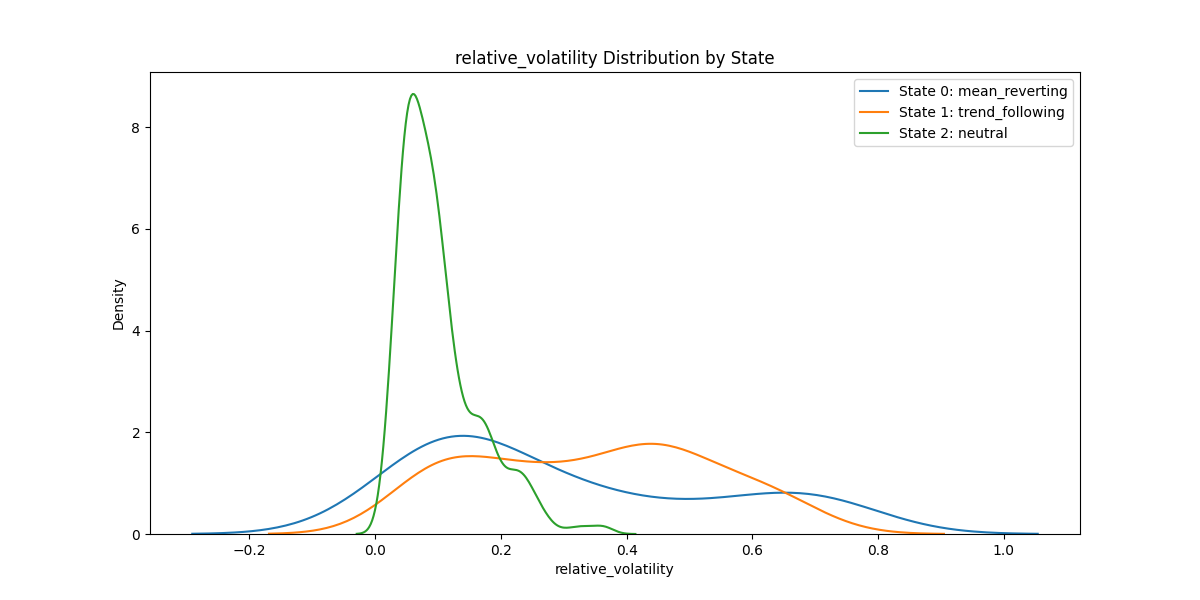 relative_volatility Distribution by State
State 0: mean_reverting
State 1: trend_following
State 2: neutral
Density
8
6
4
2
0
−0.2 0.0 0.2 0.4 0.6 0.8 1.0
relative_volatility